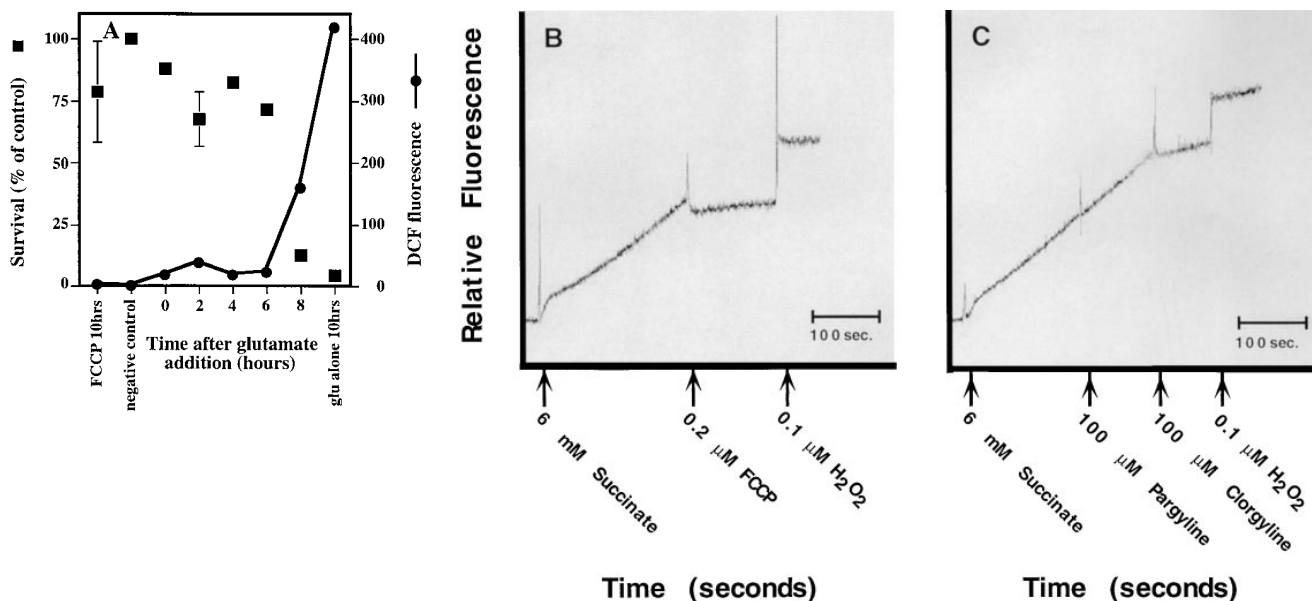 A
Survival (% of control)
100
75
50
25
0
400
300
200
100
0
DCF fluorescence
FCCP 10hrs
negative control
0
2
4
6
8
glu alone 10hrs
Time after glutamate
addition (hours)
B
Relative Fluorescence
100 sec.
6 mM Succinate
0.2 µM FCCP
0.1 µM H₂O₂
Time (seconds)
C
100 sec.
6 mM Succinate
100 µM Pargyline
100 µM Clorgyline
0.1 µM H₂O₂
Time (seconds)